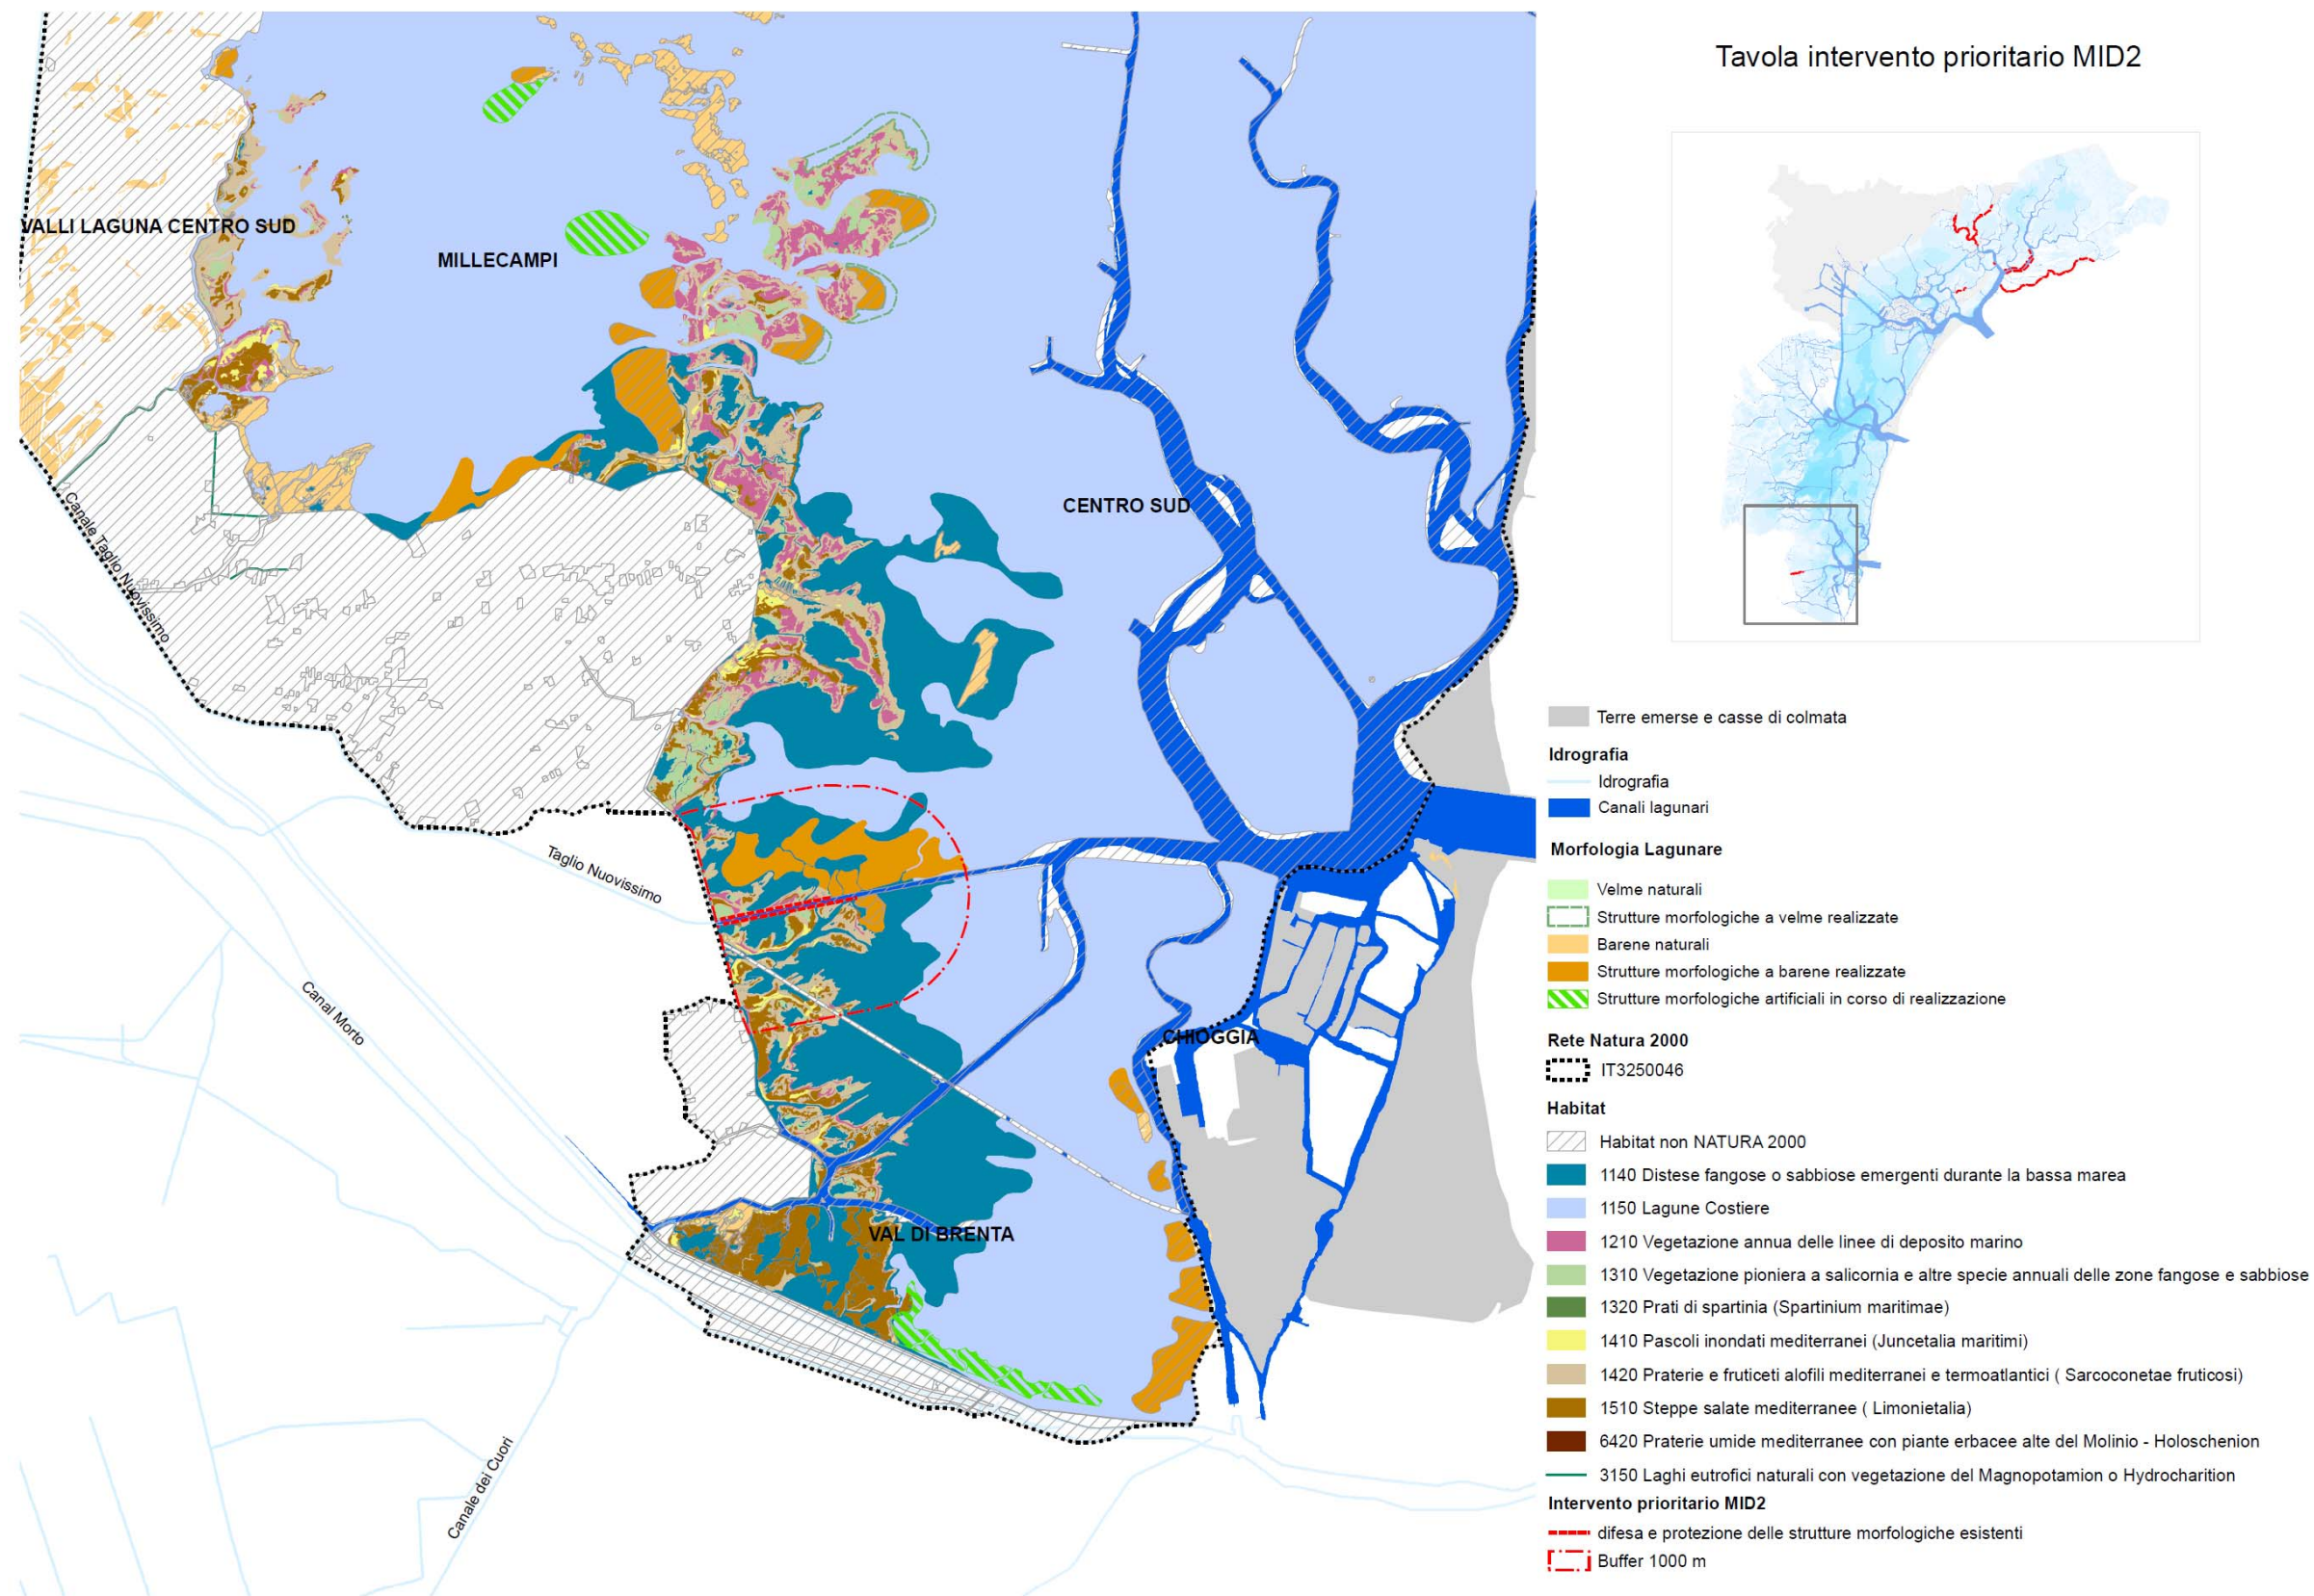 Tavola intervento prioritario MID2
VALLI LAGUNA CENTRO SUD
MILLECAMPI
CENTRO SUD
Canale Taglio Nuovissimo
Taglio Nuovissimo
Canal Morto
CHIOGGIA
VAL DI BRENTA
Canale dei Cuori
Terre emerse e casse di colmata
Idrografia
Idrografia
Canali lagunari
Morfologia Lagunare
Velme naturali
Strutture morfologiche a velme realizzate
Barene naturali
Strutture morfologiche a barene realizzate
Strutture morfologiche artificiali in corso di realizzazione
Rete Natura 2000
IT3250046
Habitat
Habitat non NATURA 2000
1140 Distese fangose o sabbiose emergenti durante la bassa marea
1150 Lagune Costiere
1210 Vegetazione annua delle linee di deposito marino
1310 Vegetazione pioniera a salicornia e altre specie annuali delle zone fangose e sabbiose
1320 Prati di spartinia (Spartinium maritimae)
1410 Pascoli inondati mediterranei (Juncetalia maritimi)
1420 Praterie e fruticeti alofili mediterranei e termoatlantici ( Sarcoconetae fruticosi)
1510 Steppe salate mediterranee ( Limonietalia)
6420 Praterie umide mediterranee con piante erbacee alte del Molinio - Holoschenion
3150 Laghi eutrofici naturali con vegetazione del Magnopotamion o Hydrocharition
Intervento prioritario MID2
difesa e protezione delle strutture morfologiche esistenti
Buffer 1000 m